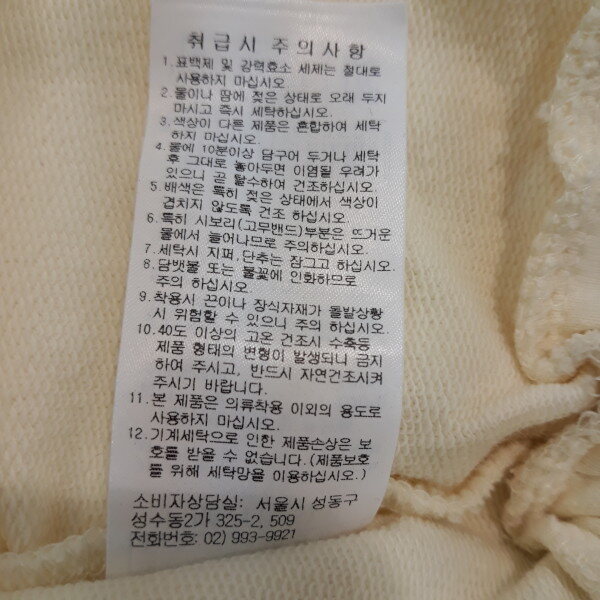 취급시 주의사항
1. 표백제 및 강력효소 세제는 절대로
사용하지 마십시오.
2. 물이나 땀에 젖은 상태로 오래 두지
마시고 즉시 세탁하십시오.
3. 색상이 다른 제품은 혼합하여 세탁
하지 마십시오.
4. 물에 10분이상 담구어 두거나 세탁
후 그대로 놓아두면 이염될 우려가
있으니 곧 탈수하여 건조하십시오.
5. 배색은 특히 젖은 상태에서 색상이
겹치지 않도록 건조 하십시오.
6. 특히 시보리(고무밴드)부분은 뜨거운
물에서 늘어나므로 주의하십시오.
7. 세탁시 지퍼, 단추는 잠그고 하십시오.
8. 담뱃불 또는 불꽃에 인화하므로
주의 하십시오.
9. 착용시 끈이나 장식자재가 돌발상황
시 위험할 수 있으니 주의 하십시오.
10. 40도 이상의 고온 건조시 수축등
제품 형태의 변형이 발생되니 금지
하여 주시고, 반드시 자연건조시켜
주시기 바랍니다.
11. 본 제품은 의류착용 이외의 용도로
사용하지 마십시오.
12. 기계세탁으로 인한 제품손상은 보
호를 받을 수 없습니다.(제품보호
를 위해 세탁망을 이용하십시오.)
소비자상담실: 서울시 성동구
성수동2가 325-2, 509
전화번호: 02) 993-9921